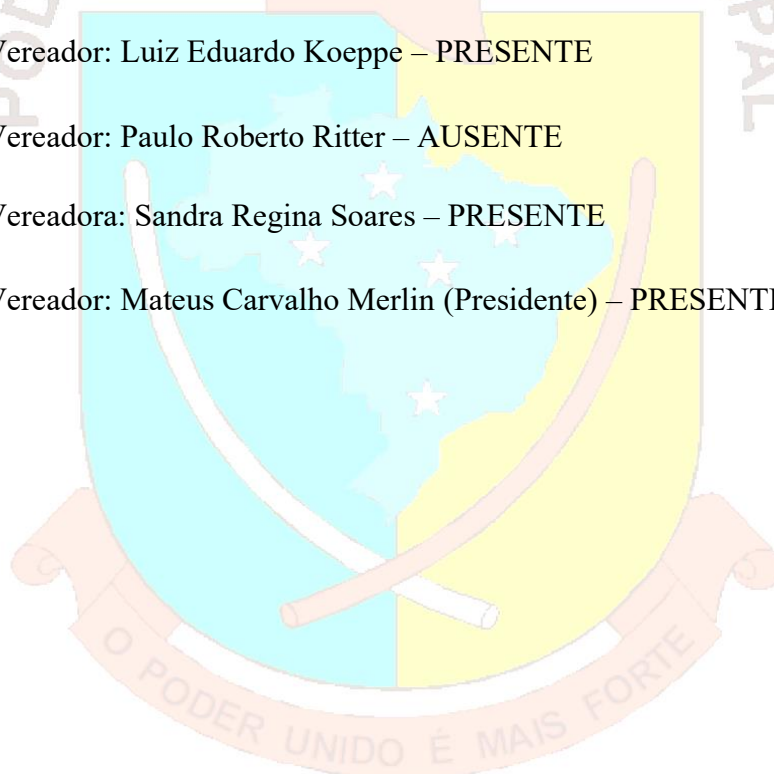 Vereador: Luiz Eduardo Koeppe – PRESENTE
Vereador: Paulo Roberto Ritter – AUSENTE
Vereadora: Sandra Regina Soares – PRESENTE
Vereador: Mateus Carvalho Merlin (Presidente) – PRESENTE
O PODER UNIDO É MAIS FORTE